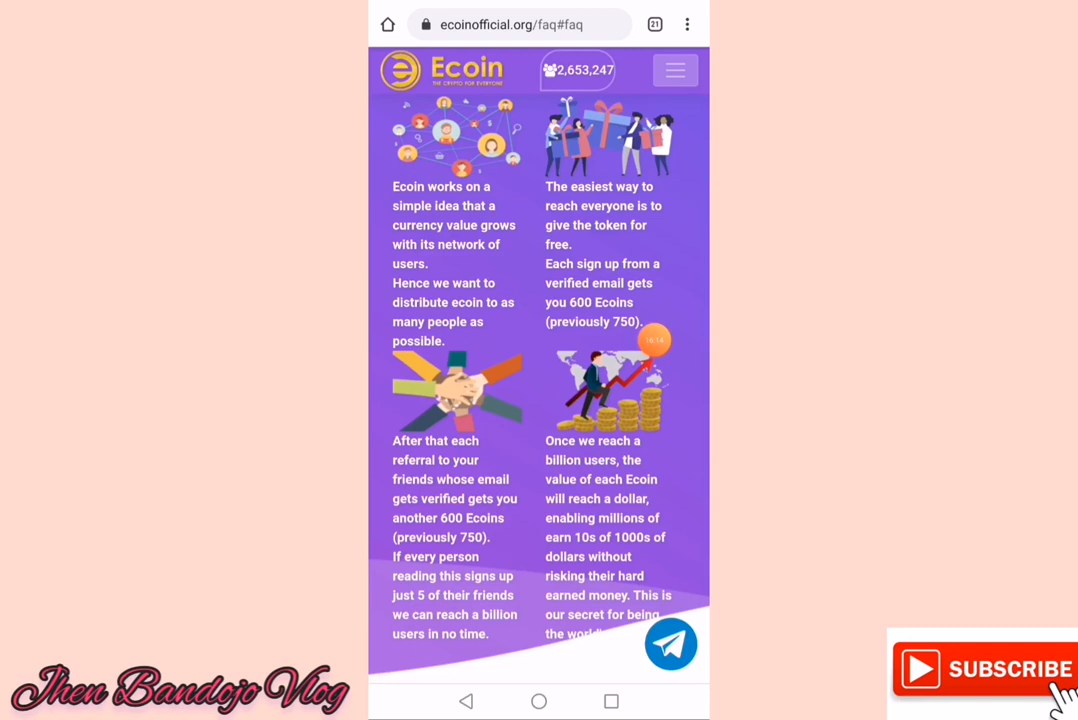 ecoinofficial.org/faq#faq
21
Ecoin
THE CRYPTO FOR EVERYONE
2,653,247
Ecoin works on a
simple idea that a
currency value grows
with its network of
users.
Hence we want to
distribute ecoin to as
many people as
possible.
The easiest way to
reach everyone is to
give the token for
free.
Each sign up from a
verified email gets
you 600 Ecoins
(previously 750).
16:14
After that each
referral to your
friends whose email
gets verified gets you
another 600 Ecoins
(previously 750).
If every person
reading this signs up
just 5 of their friends
we can reach a billion
users in no time.
Once we reach a
billion users, the
value of each Ecoin
will reach a dollar,
enabling millions of
earn 10s of 1000s of
dollars without
risking their hard
earned money. This is
our secret for being
the
Jhen Bandojo Vlog
SUBSCRIBE